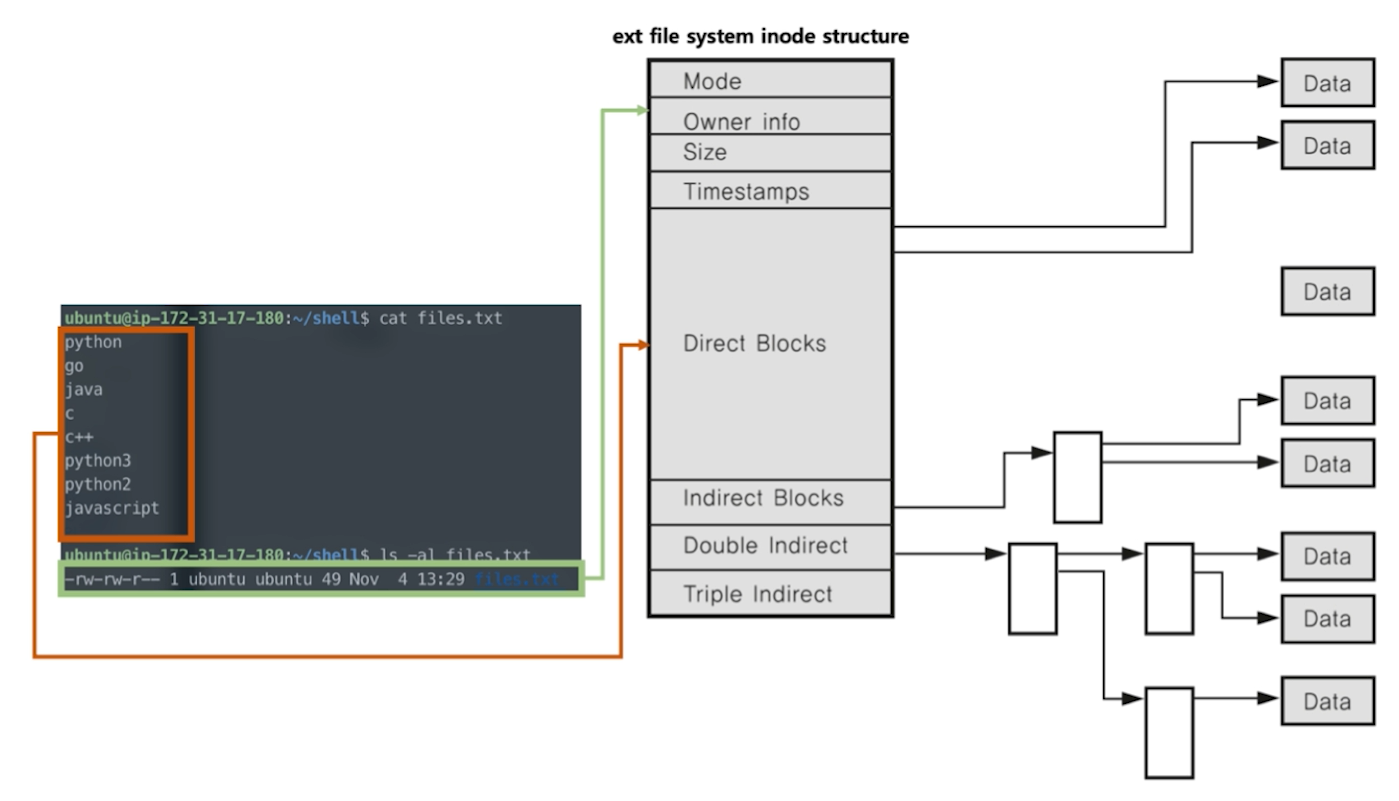 ext file system inode structure
Mode
Owner info
Size
Timestamps
Direct Blocks
Indirect Blocks
Double Indirect
Triple Indirect
Data
Data
Data
Data
Data
Data
Data
Data
ubuntu@ip-172-31-17-180:~/shell$ cat files.txt
python
go
java
c
c++
python3
python2
javascript
ubuntu@ip-172-31-17-180:~/shell$ ls -al files.txt
-rw-rw-r-- 1 ubuntu ubuntu 49 Nov  4 13:29 files.txt